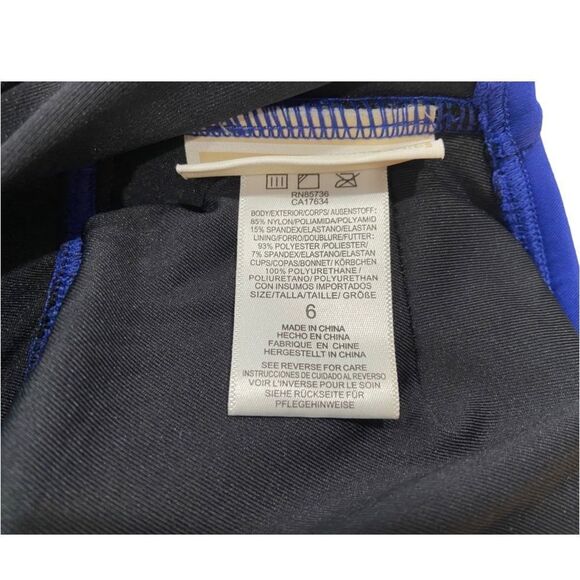 RN85736
CA17634
BODY/EXTERIOR/CORPS/ AUßENSTOFF:
85% NYLON/POLIAMIDA/POLYAMID
15% SPANDEX/ELASTANO/ELASTAN
LINING/FORRO/DOUBLURE/FUTTER:
93% POLYESTER /POLIESTER/
7% SPANDEX/ELASTANO/ELASTAN
CUPS/COPAS/BONNET/ KÖRBCHEN
100% POLYURETHANE/
POLIURETANO/ POLYURETHAN
CON INSUMOS IMPORTADOS
SIZE/TALLA/TAILLE/ GRÖßE
6
MADE IN CHINA
HECHO EN CHINA
FABRIQUE EN CHINE
HERGESTELLT IN CHINA
SEE REVERSE FOR CARE
INSTRUCCIONES DE CUIDADO AL REVERSO
VOIR L'INVERSE POUR LE SOIN
SIEHE RÜCKSEITE FÜR
PFLEGEHINWEISE